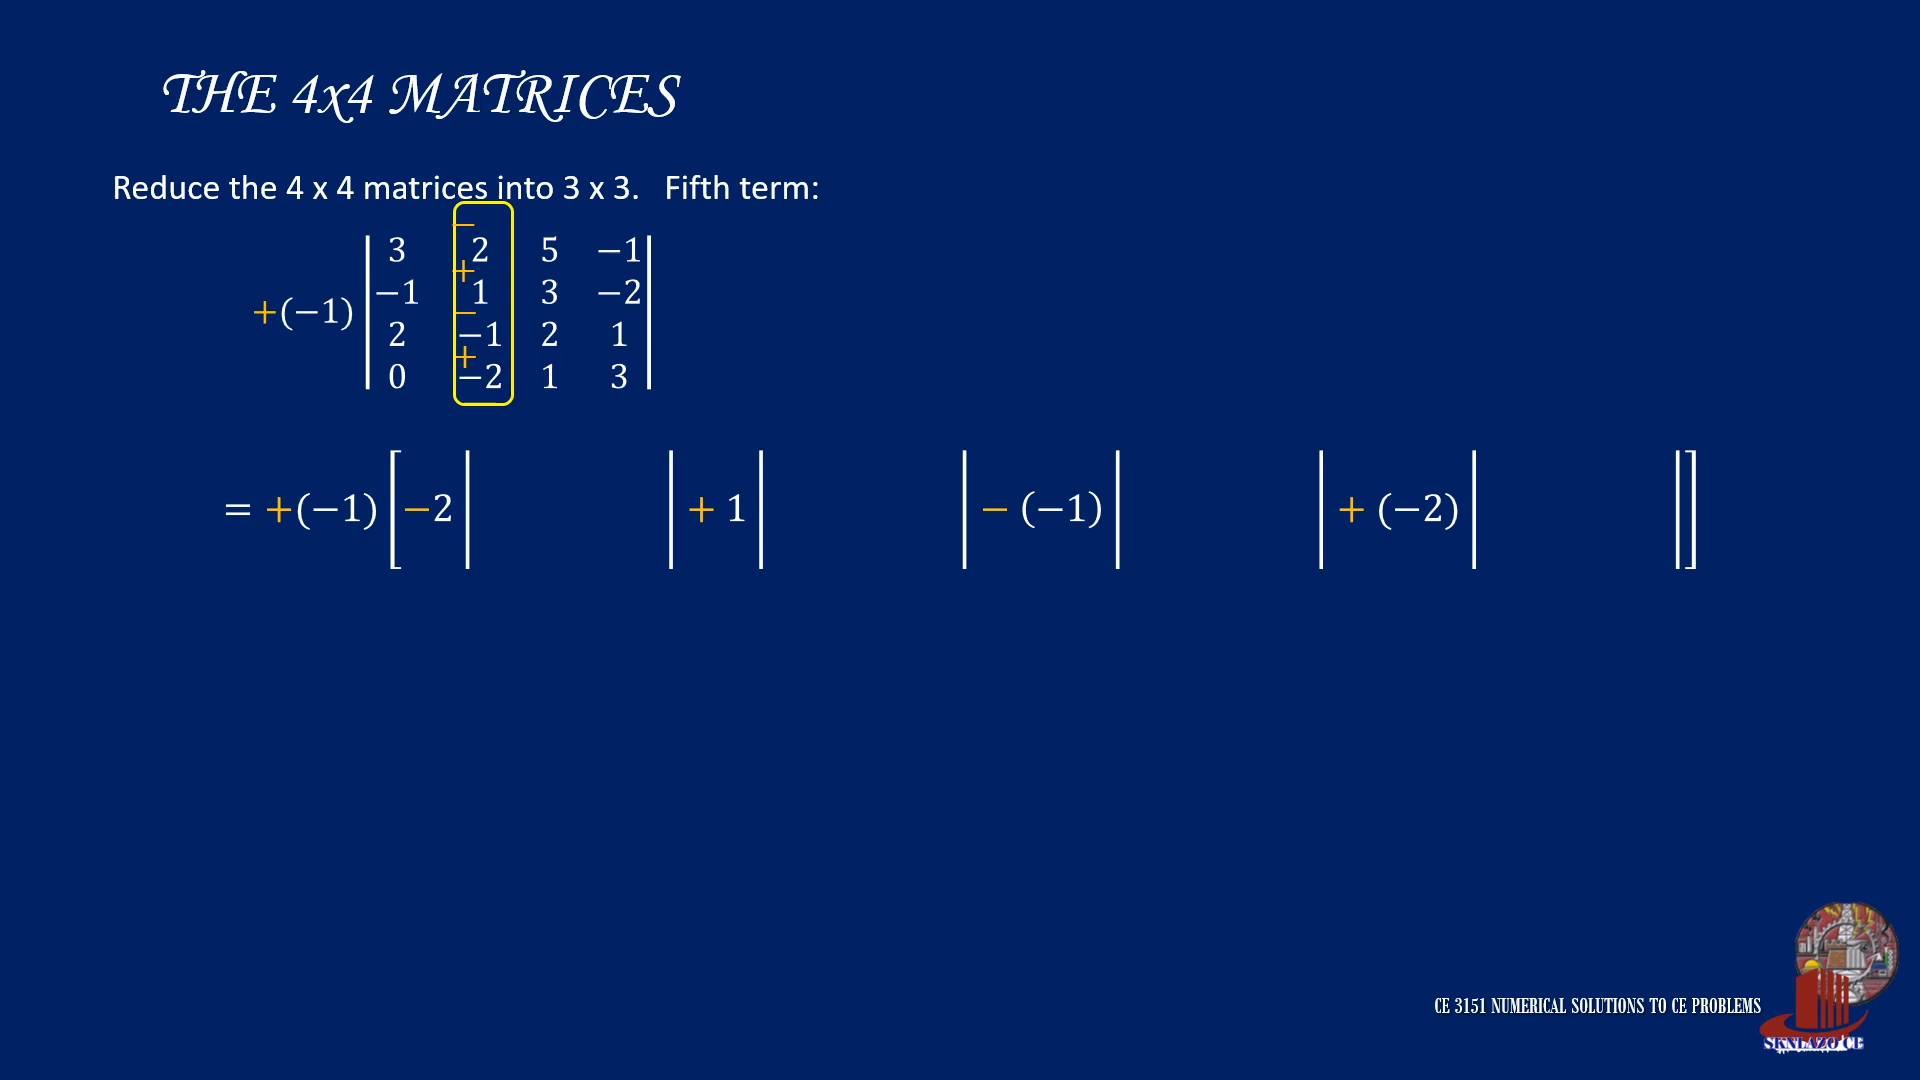 THE 4x4 MATRICES
Reduce the 4 x 4 matrices into 3 x 3.   Fifth term:
+(−1) | 3 −2 5 −1 |
| −1 +1 3 −2 |
| 2 −−1 2 1 |
| 0 +−2 1 3 |
= +(−1) [ −2 |   | + 1 |   | − (−1) |   | + (−2) |   | ]
CE 3151 NUMERICAL SOLUTIONS TO CE PROBLEMS
SKNLAZO CE